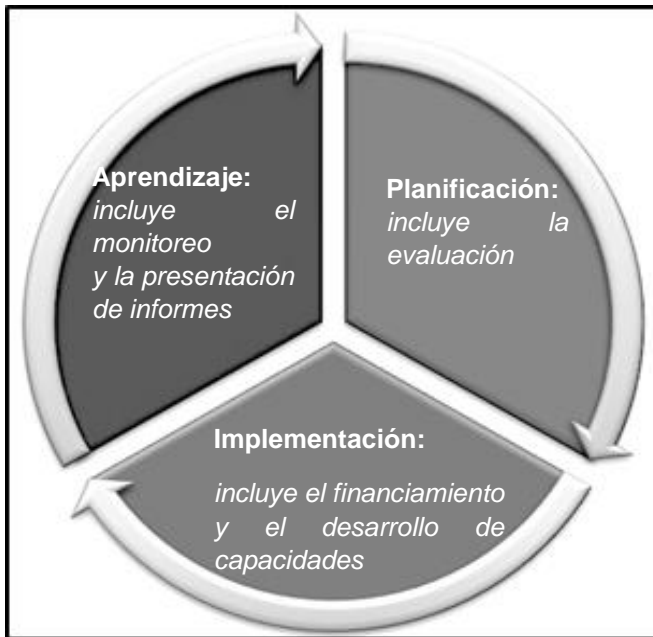 Aprendizaje:
incluye el
monitoreo
y la presentación
de informes
Planificación:
incluye la
evaluación
Implementación:
incluye el financiamiento
y el desarrollo de
capacidades